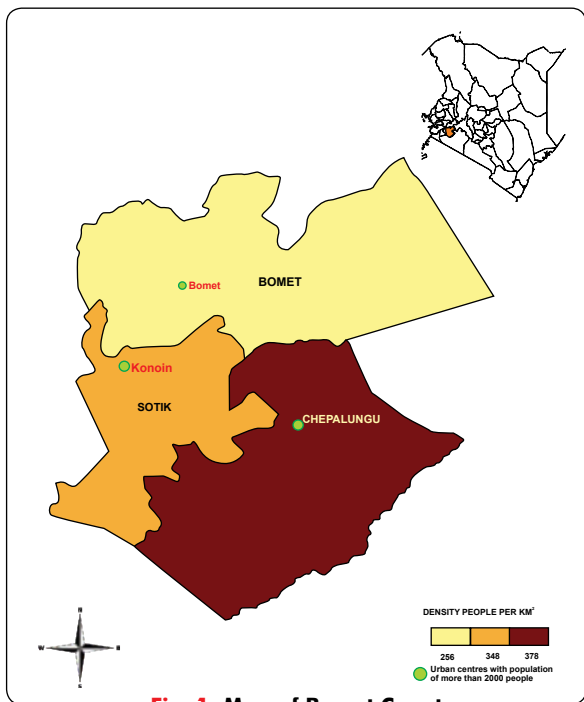 Bomet
BOMET
Konoin
SOTIK
CHEPALUNGU
N
W
E
S
DENSITY PEOPLE PER KM²
256 348 378
Urban centres with population
of more than 2000 people